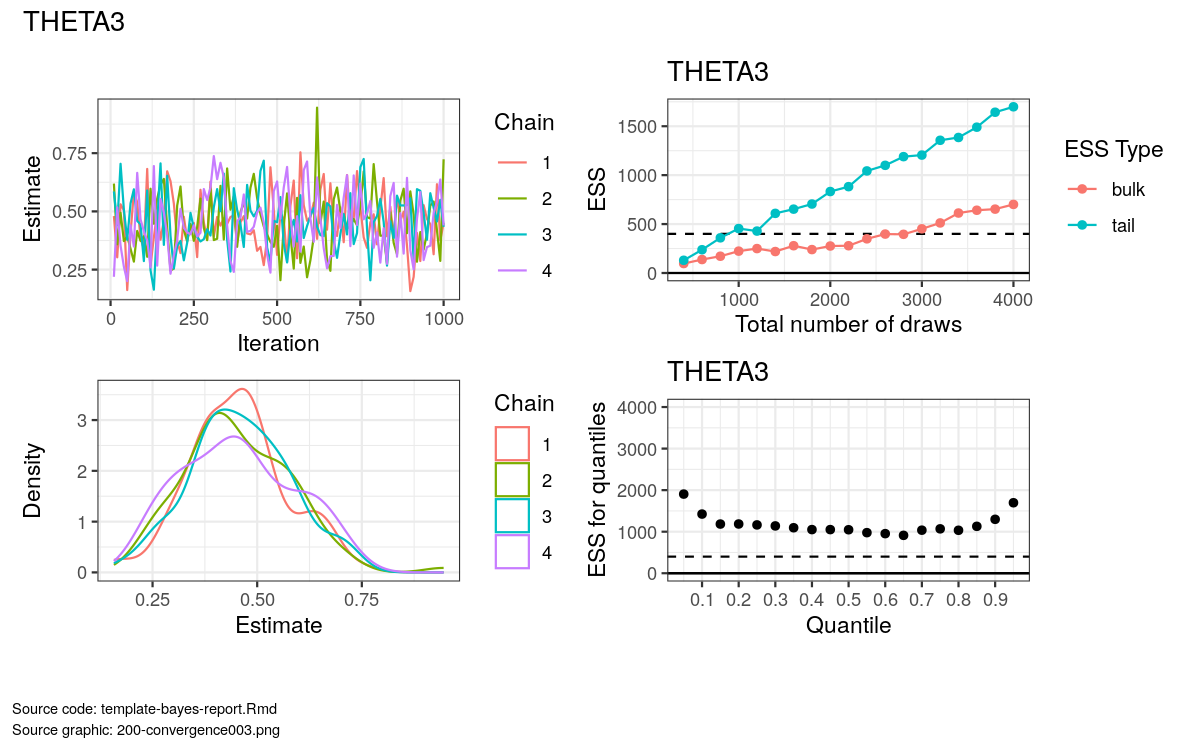 THETA3
Estimate
0.75
0.50
0.25
0 250 500 750 1000
Iteration
Chain
1
2
3
4
THETA3
ESS
1500
1000
500
0
1000 2000 3000 4000
Total number of draws
ESS Type
bulk
tail
Density
3
2
1
0
0.25 0.50 0.75
Estimate
Chain
1
2
3
4
THETA3
ESS for quantiles
4000
3000
2000
1000
0
0.1 0.2 0.3 0.4 0.5 0.6 0.7 0.8 0.9
Quantile
Source code: template-bayes-report.Rmd
Source graphic: 200-convergence003.png